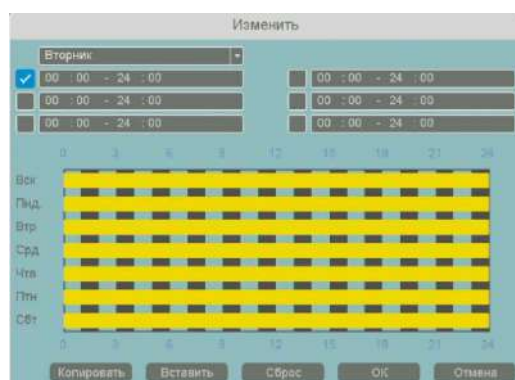 Изменить
Вторник
00 : 00 - 24 : 00 00 : 00 - 24 : 00
00 : 00 - 24 : 00 00 : 00 - 24 : 00
00 : 00 - 24 : 00 00 : 00 - 24 : 00
0 3 6 9 12 15 18 21 24
Вск
Пнд
Втр
Срд
Чтв
Птн
Сбт
0 3 6 9 12 15 18 21 24
Копировать Вставить Сброс ОК Отмена